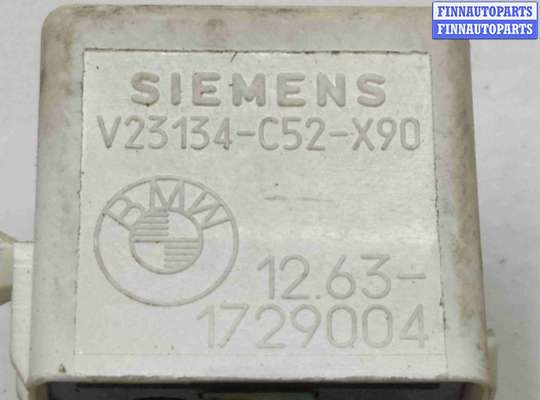 FINNAUTOPARTS
FINNAUTOPARTS
SIEMENS
V23134-C52-X90
BMW
12.63-
1729004